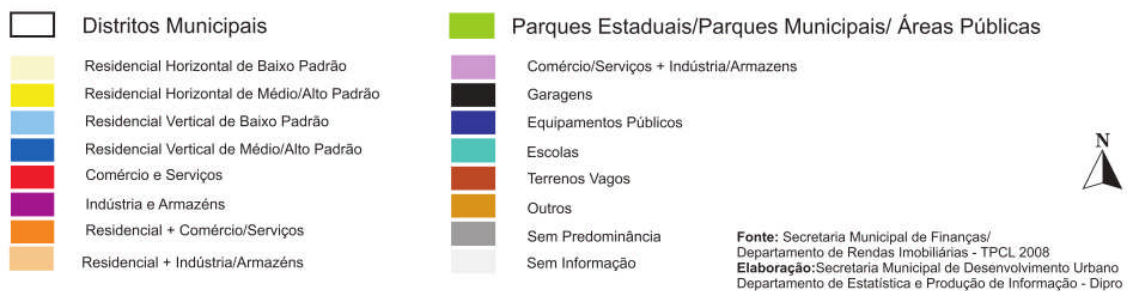 Distritos Municipais
Residencial Horizontal de Baixo Padrão
Residencial Horizontal de Médio/Alto Padrão
Residencial Vertical de Baixo Padrão
Residencial Vertical de Médio/Alto Padrão
Comércio e Serviços
Indústria e Armazéns
Residencial + Comércio/Serviços
Residencial + Indústria/Armazéns
Parques Estaduais/Parques Municipais/ Áreas Públicas
Comércio/Serviços + Indústria/Armazens
Garagens
Equipamentos Públicos
Escolas
Terrenos Vagos
Outros
Sem Predominância
Sem Informação
N
Fonte: Secretaria Municipal de Finanças/
Departamento de Rendas Imobiliárias - TPCL 2008
Elaboração:Secretaria Municipal de Desenvolvimento Urbano
Departamento de Estatística e Produção de Informação - Dipro